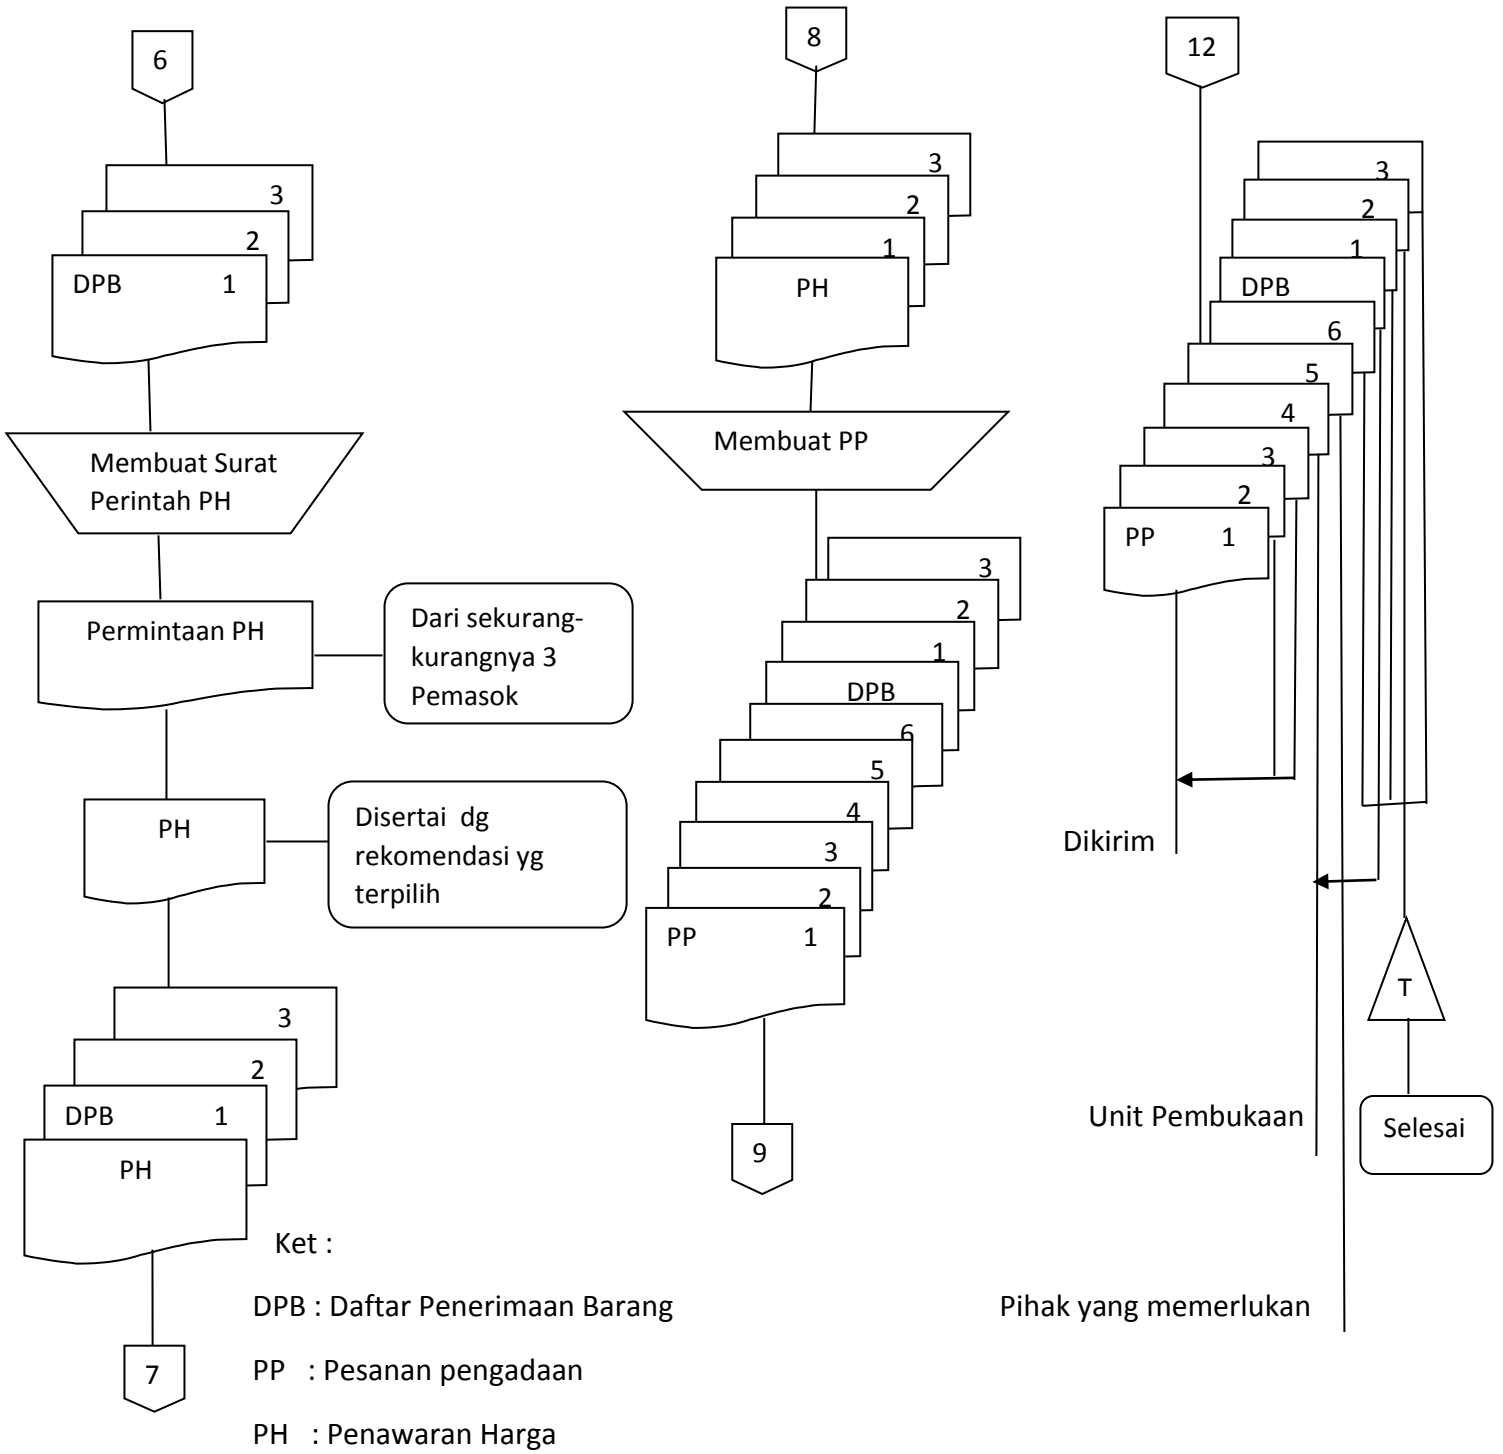 6
3
2
DPB 1
Membuat Surat
Perintah PH
Permintaan PH
Dari sekurang-
kurangnya 3
Pemasok
PH
Disertai dg
rekomendasi yg
terpilih
3
2
DPB 1
PH
7
8
3
2
1
PH
Membuat PP
3
2
1
DPB
6
5
4
3
2
PP 1
9
12
3
2
1
DPB
6
5
4
3
2
PP 1
Dikirim
T
Unit Pembukaan
Selesai
Pihak yang memerlukan
Ket :
DPB : Daftar Penerimaan Barang
PP : Pesanan pengadaan
PH : Penawaran Harga